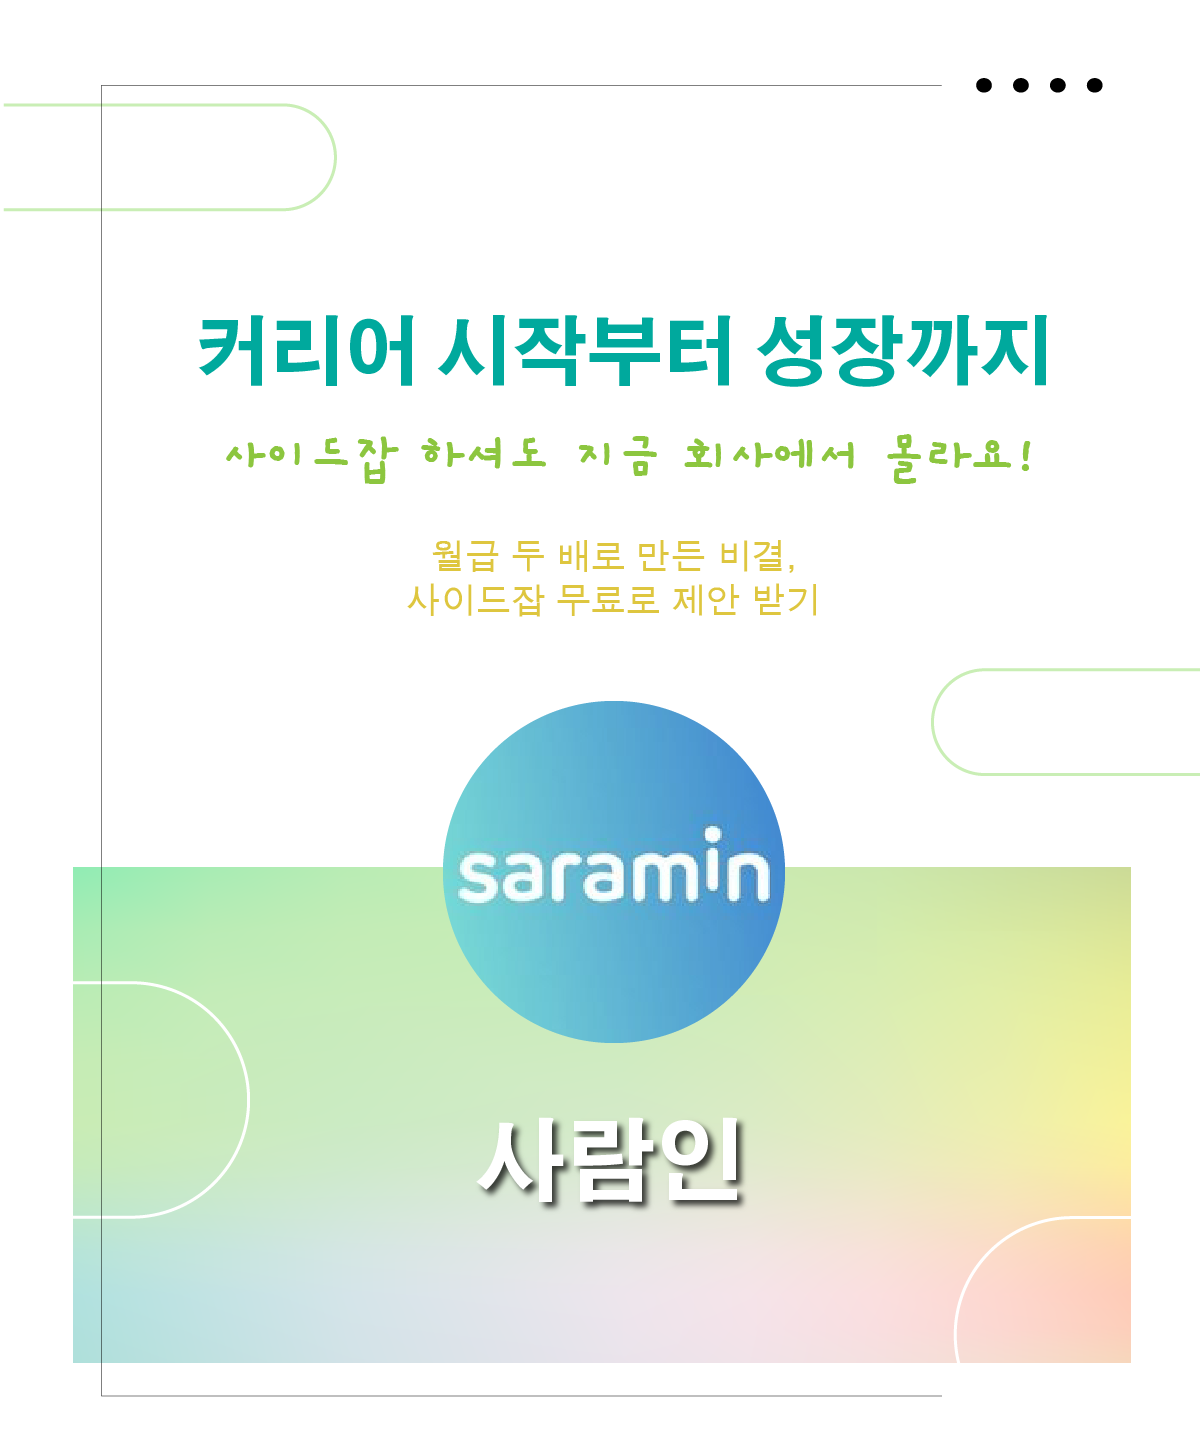 커리어 시작부터 성장까지
사이드잡 하셔도 지금 회사에서 몰라요!
월급 두 배로 만든 비결,
사이드잡 무료로 제안 받기
saramin
사람인